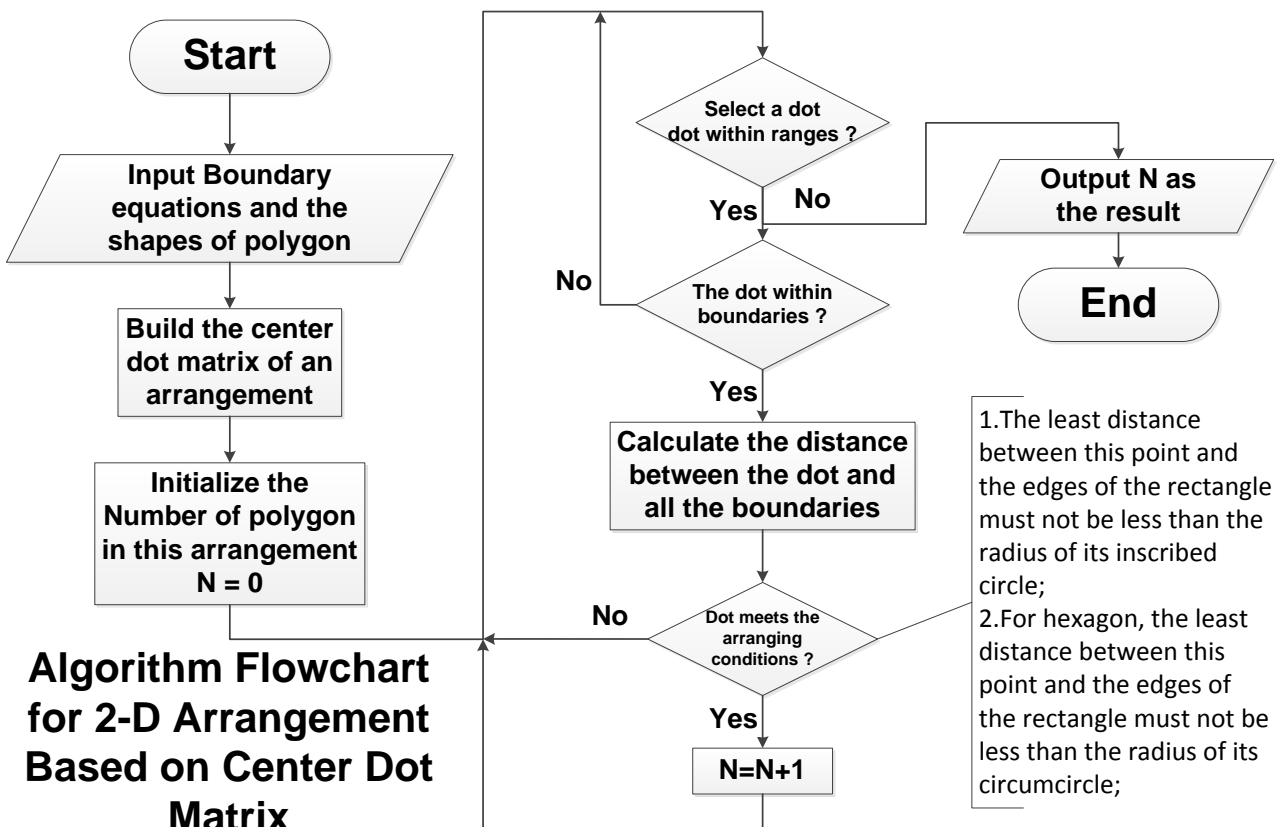 Start
Input Boundary
equations and the
shapes of polygon
Build the center
dot matrix of an
arrangement
Initialize the
Number of polygon
in this arrangement
N = 0
Algorithm Flowchart
for 2-D Arrangement
Based on Center Dot
Matrix
Select a dot
dot within ranges ?
Yes
No
The dot within
boundaries ?
No
Yes
Calculate the distance
between the dot and
all the boundaries
Dot meets the
arranging
conditions ?
No
Yes
N=N+1
Output N as
the result
End
1.The least distance
between this point and
the edges of the rectangle
must not be less than the
radius of its inscribed
circle;
2.For hexagon, the least
distance between this
point and the edges of
the rectangle must not be
less than the radius of its
circumcircle;